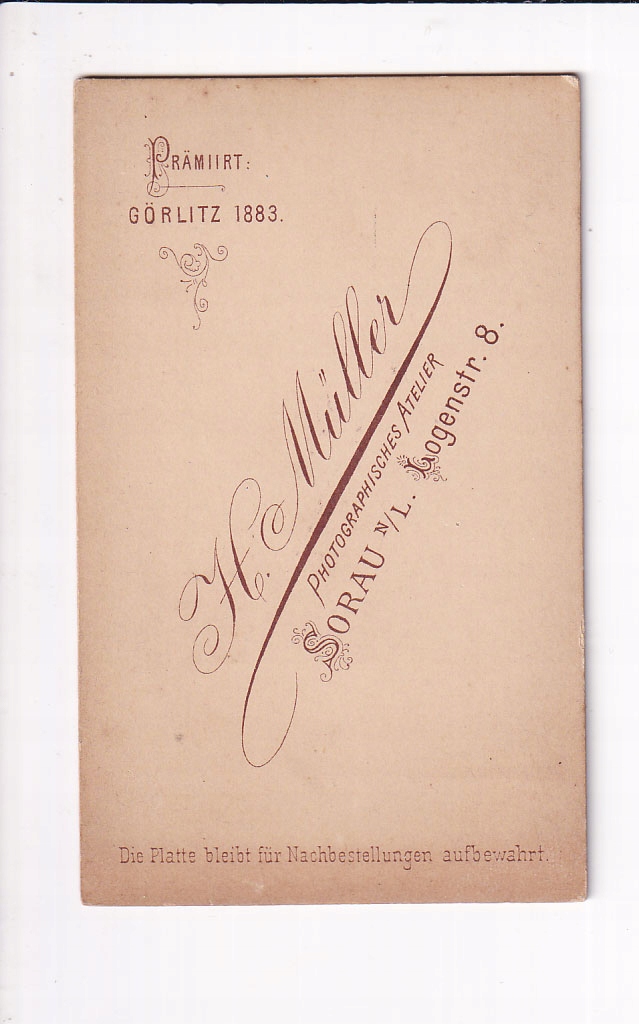 PRÄMIIRT:
GÖRLITZ 1883.
H. Müller
PHOTOGRAPHISCHES ATELIER
SORAU N/L. Logenstr. 8.
Die Platte bleibt für Nachbestellungen aufbewahrt.